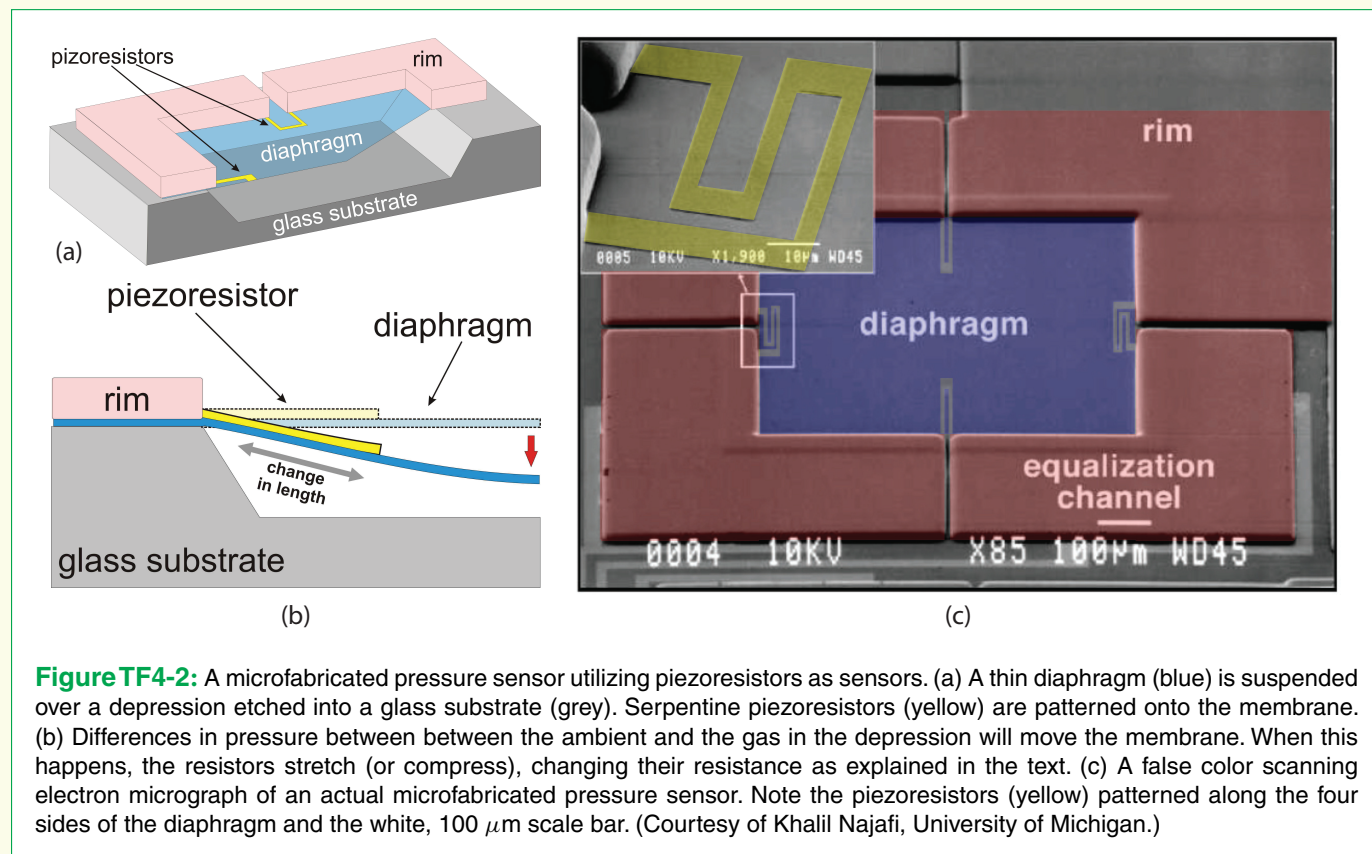 pizoresistors
rim
diaphragm
glass substrate
(a)
piezoresistor
diaphragm
rim
change
in length
glass substrate
(b)
0005 10KV X1,900 10μm WD45
rim
diaphragm
equalization
channel
0004 10KV X85 100μm WD45
(c)
Figure TF4-2: A microfabricated pressure sensor utilizing piezoresistors as sensors. (a) A thin diaphragm (blue) is suspended
over a depression etched into a glass substrate (grey). Serpentine piezoresistors (yellow) are patterned onto the membrane.
(b) Differences in pressure between between the ambient and the gas in the depression will move the membrane. When this
happens, the resistors stretch (or compress), changing their resistance as explained in the text. (c) A false color scanning
electron micrograph of an actual microfabricated pressure sensor. Note the piezoresistors (yellow) patterned along the four
sides of the diaphragm and the white, 100 μm scale bar. (Courtesy of Khalil Najafi, University of Michigan.)